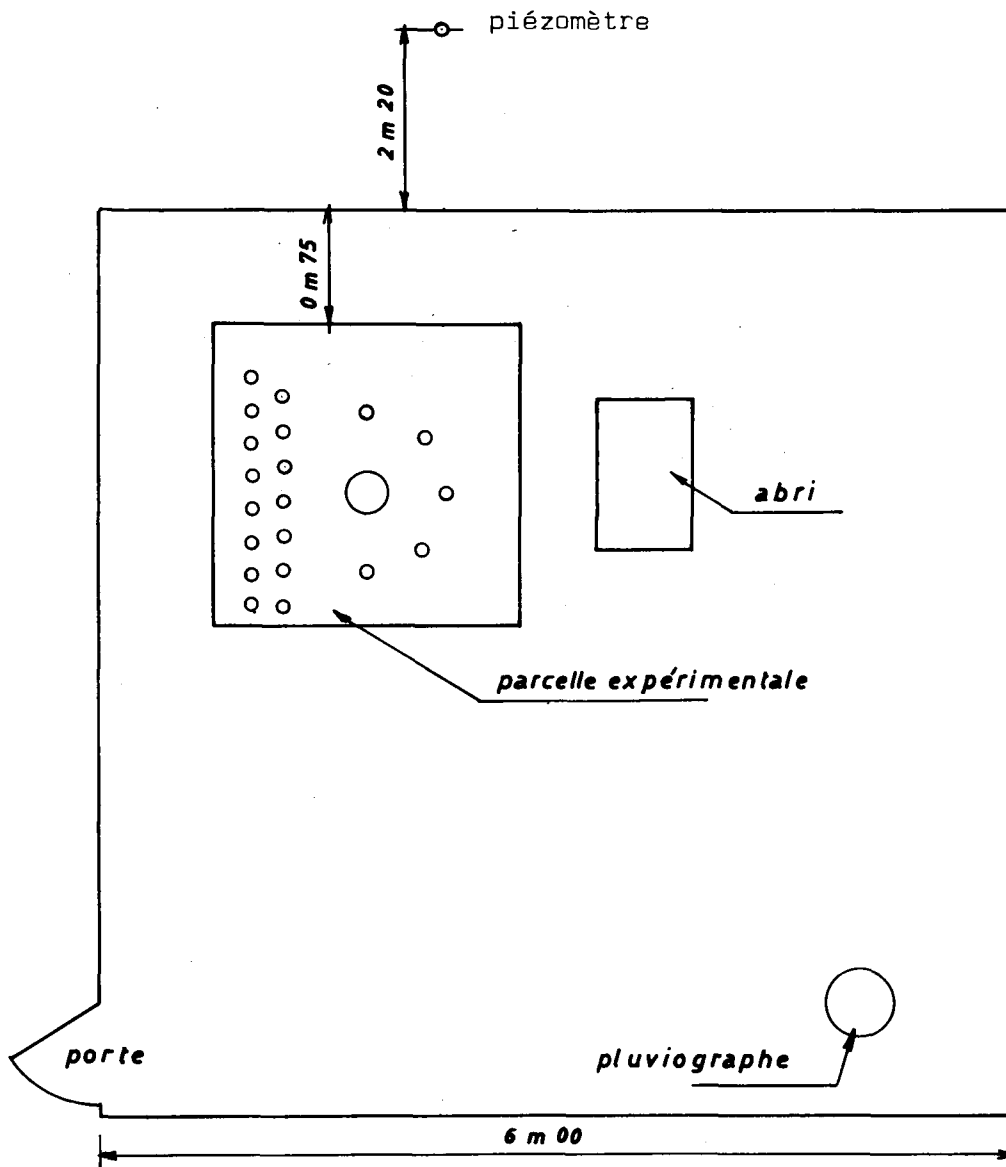 piézomètre
2 m 20
0 m 75
abri
parcelle expérimentale
porte
pluviographe
6 m 00